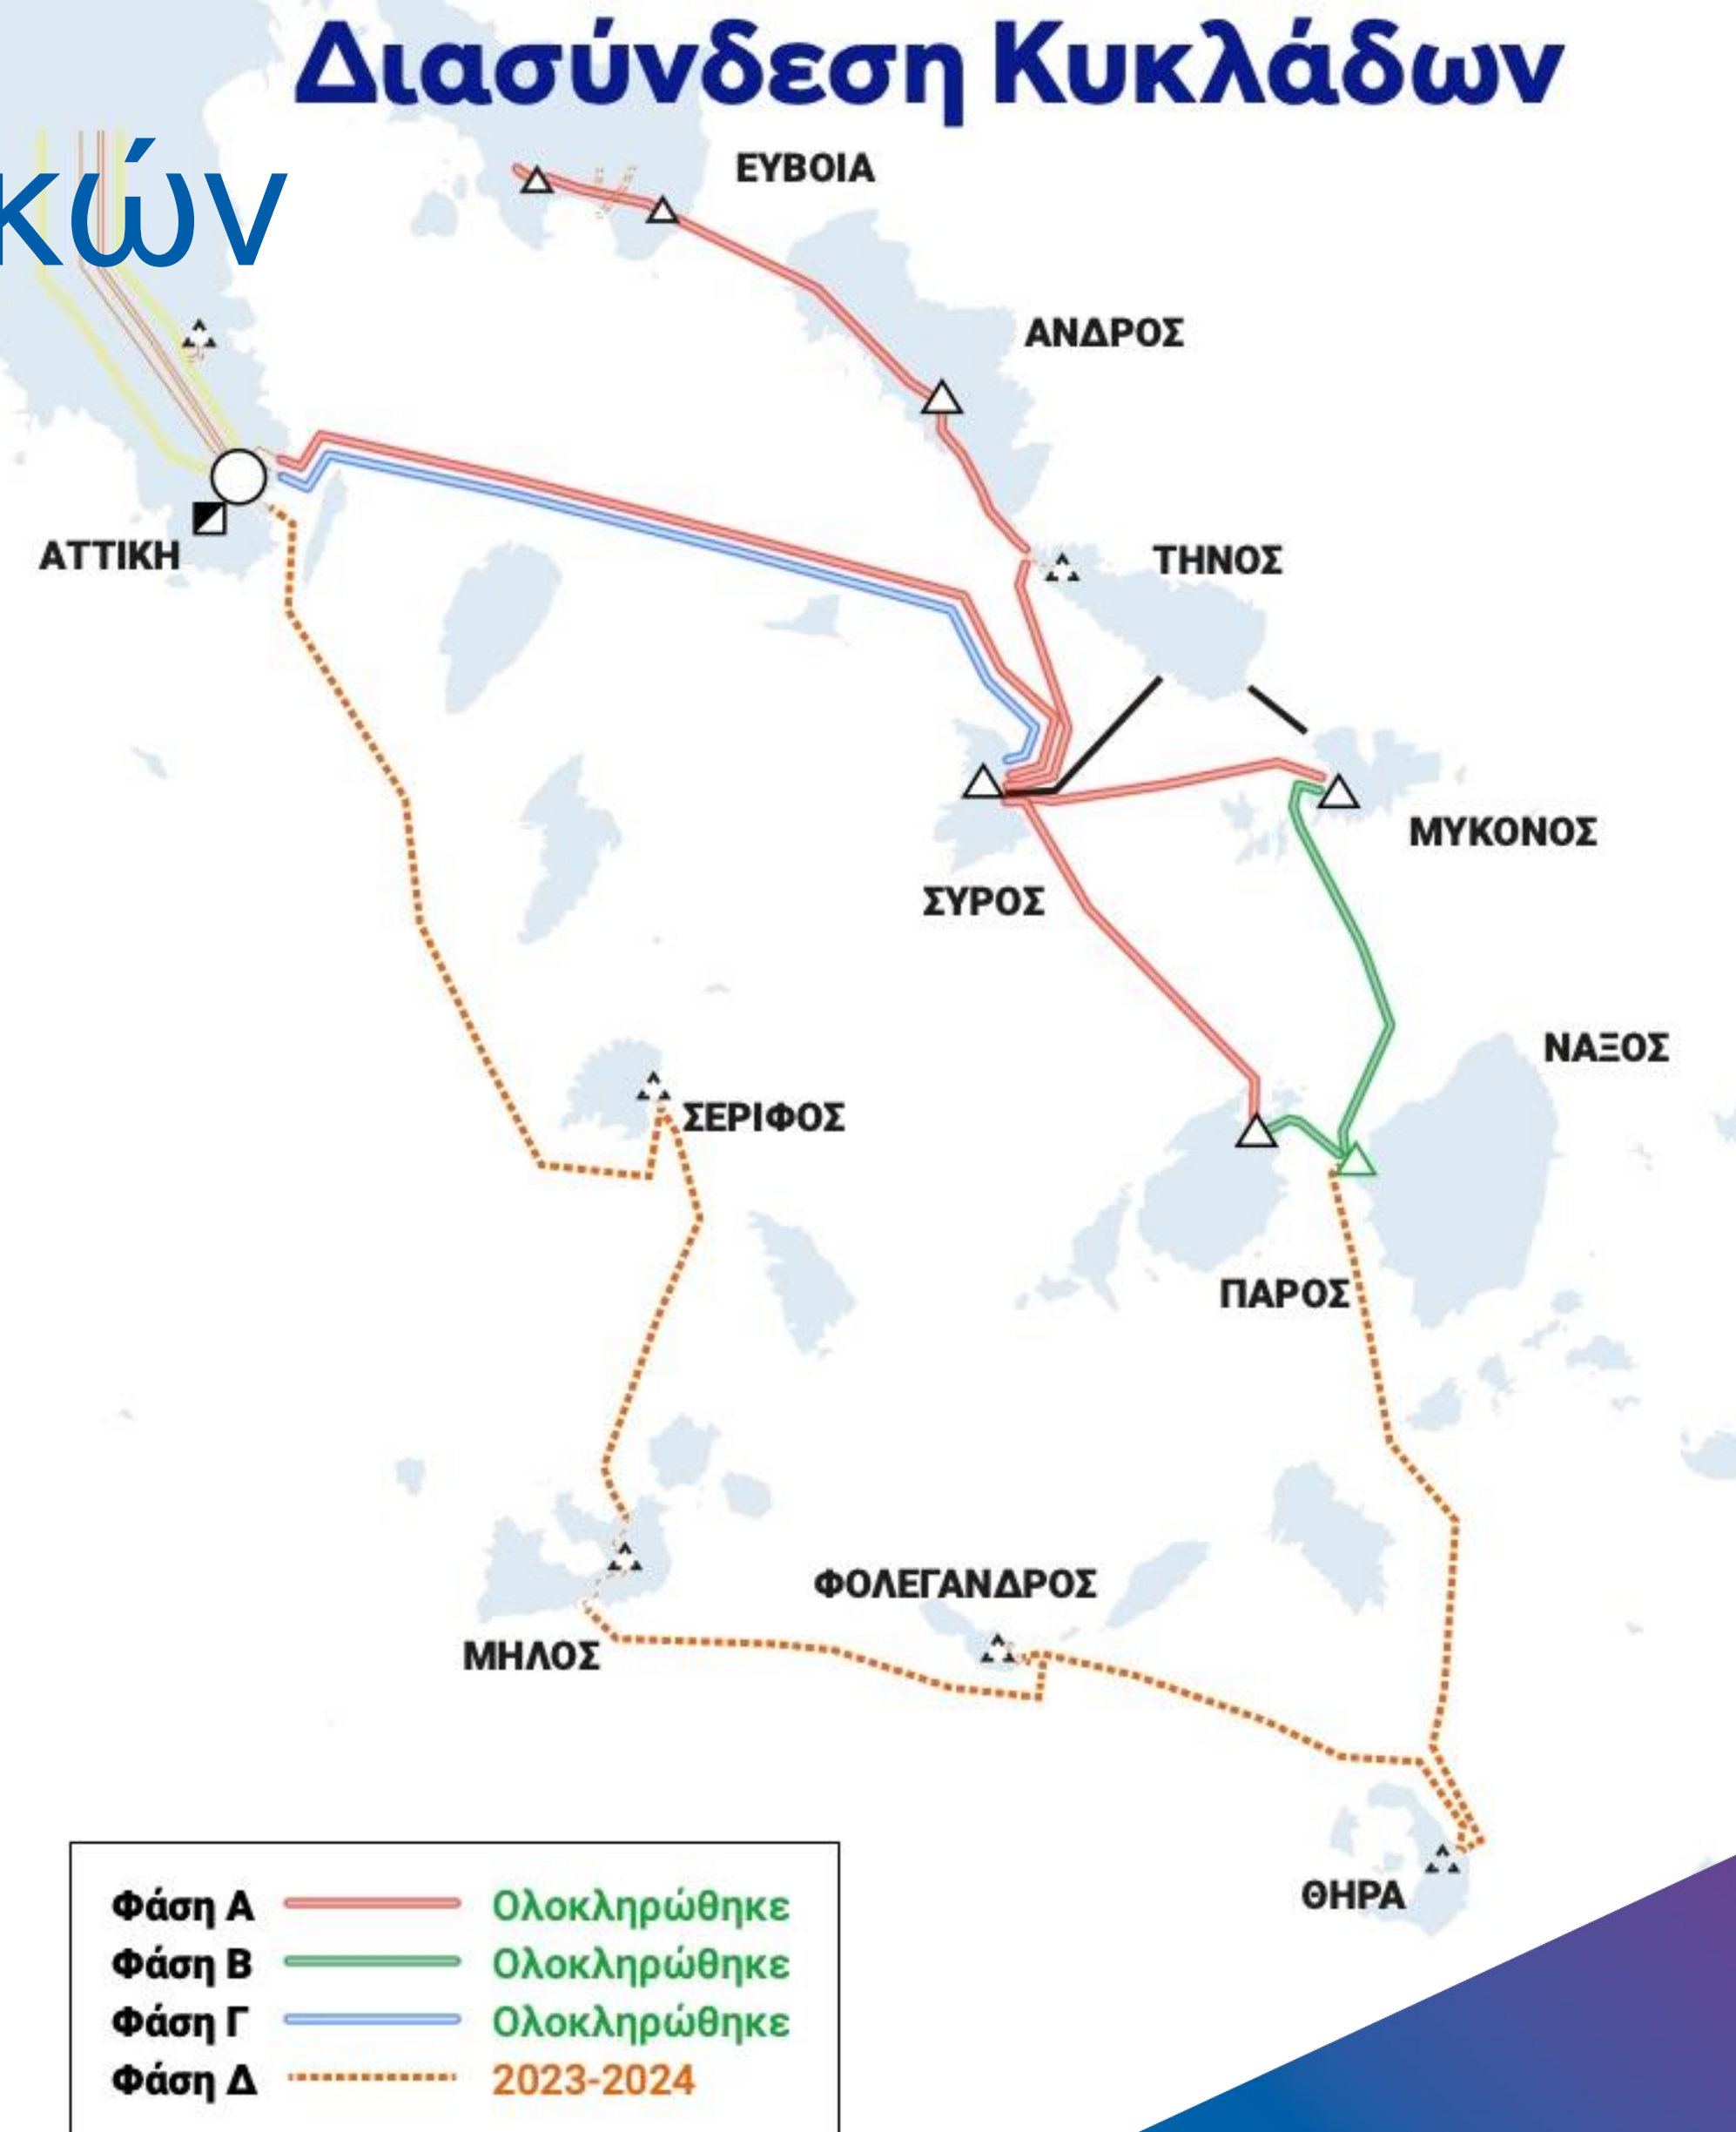 Διασύνδεση Κυκλάδων
κών
ΕΥΒΟΙΑ
ΑΝΔΡΟΣ
ΑΤΤΙΚΗ
ΤΗΝΟΣ
ΜΥΚΟΝΟΣ
ΣΥΡΟΣ
ΝΑΞΟΣ
ΣΕΡΙΦΟΣ
ΠΑΡΟΣ
ΦΟΛΕΓΑΝΔΡΟΣ
ΜΗΛΟΣ
ΘΗΡΑ
Φάση Α Ολοκληρώθηκε
Φάση Β Ολοκληρώθηκε
Φάση Γ Ολοκληρώθηκε
Φάση Δ 2023-2024